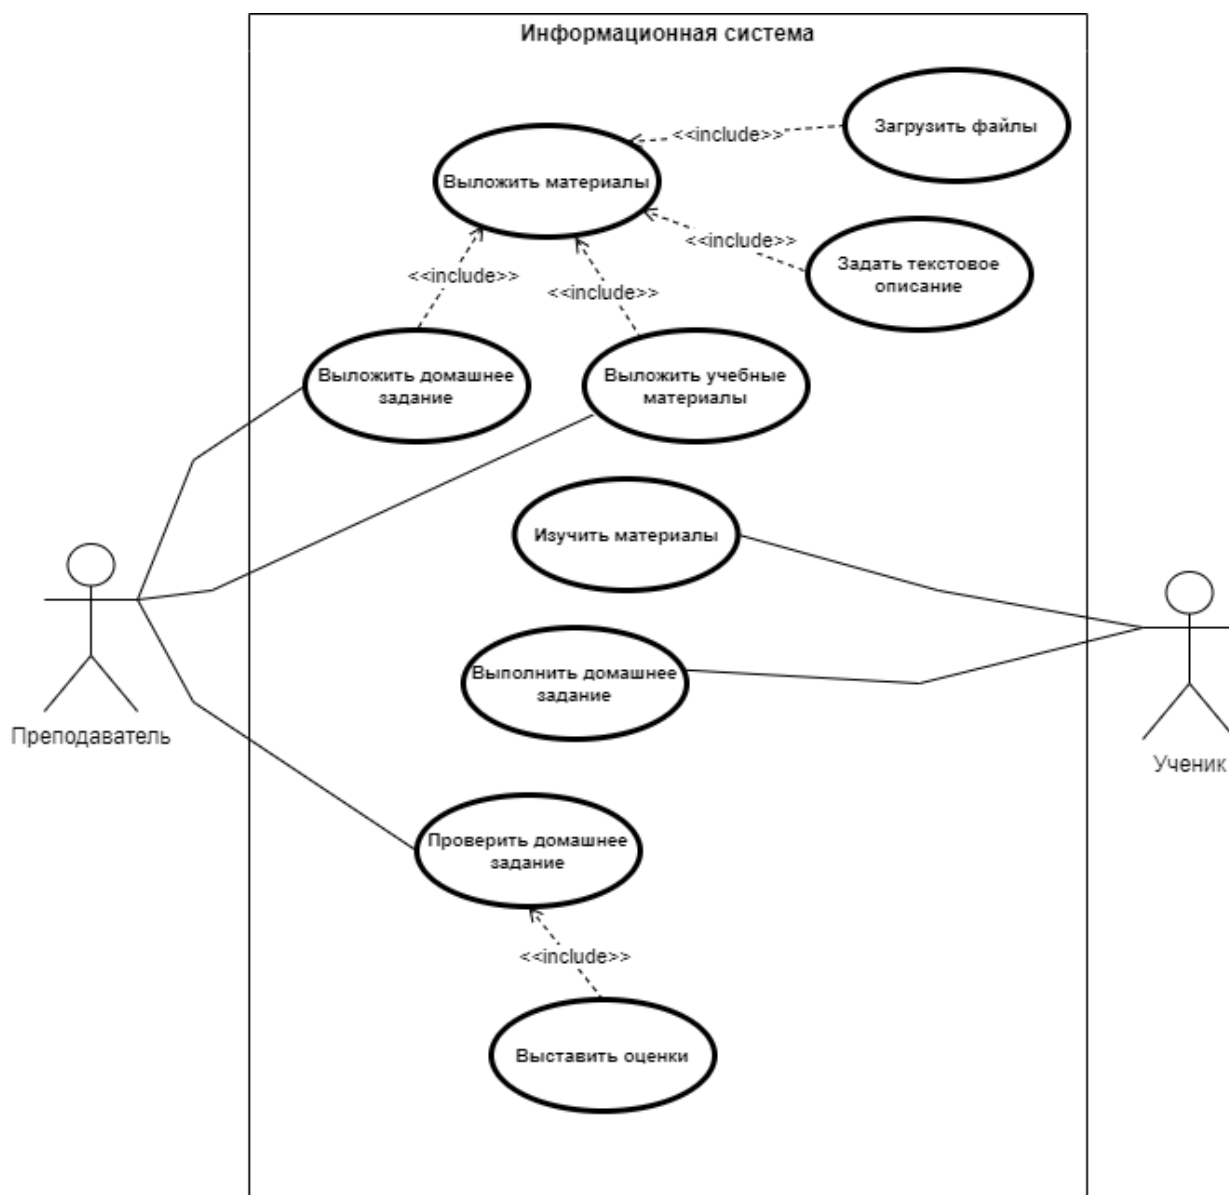 Информационная система
Загрузить файлы
<<include>>
Выложить материалы
<<include>>
Задать текстовое
описание
<<include>>
<<include>>
Выложить домашнее
задание
Выложить учебные
материалы
Изучить материалы
Выполнить домашнее
задание
Преподаватель
Ученик
Проверить домашнее
задание
<<include>>
Выставить оценки